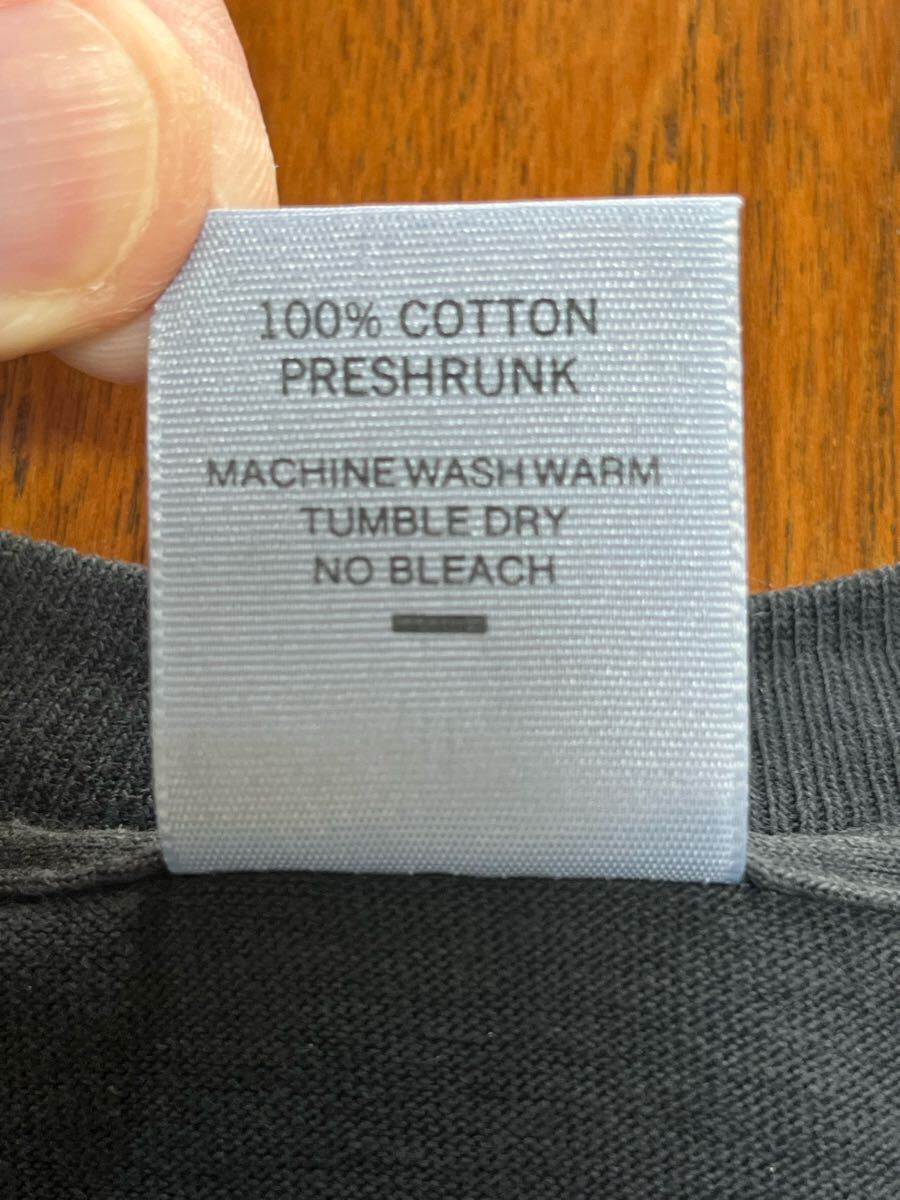 100% COTTON
PRESHRUNK
MACHINE WASH WARM
TUMBLE DRY
NO BLEACH